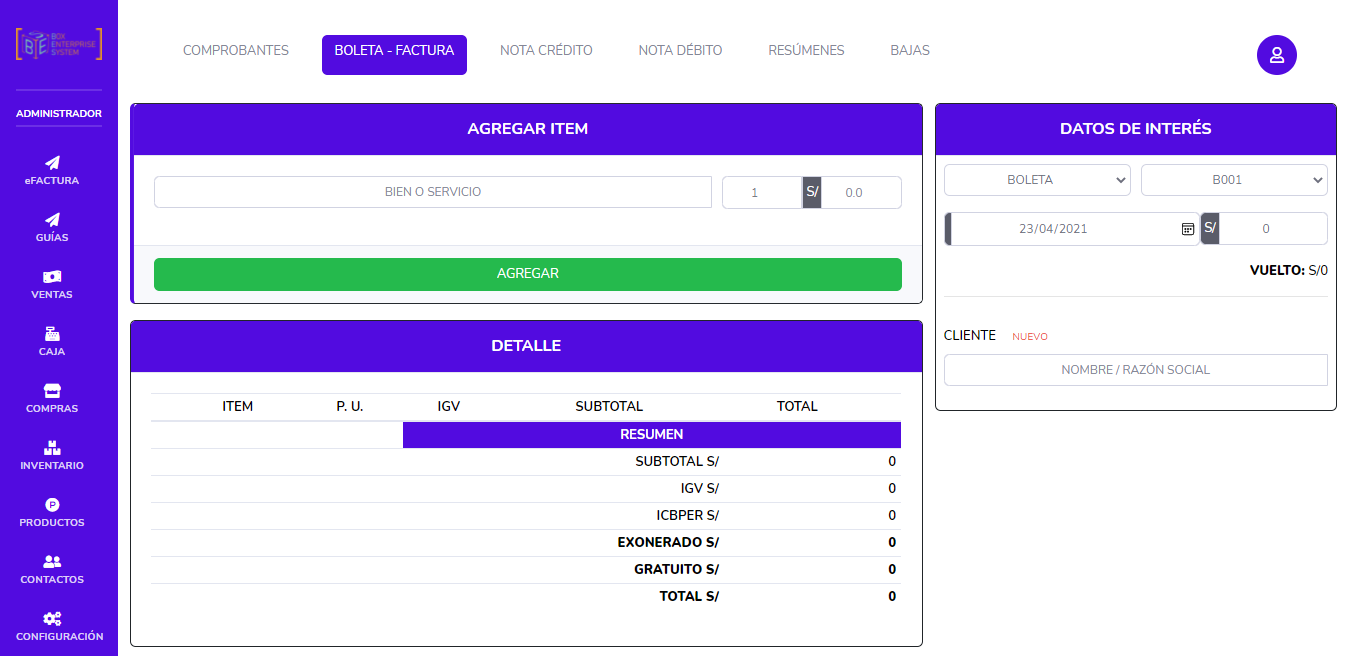 BOX
ENTERPRISE
SYSTEM
ADMINISTRADOR
eFACTURA
GUÍAS
VENTAS
CAJA
COMPRAS
INVENTARIO
P
PRODUCTOS
CONTACTOS
CONFIGURACIÓN
COMPROBANTES BOLETA - FACTURA NOTA CRÉDITO NOTA DÉBITO RESÚMENES BAJAS
AGREGAR ITEM
BIEN O SERVICIO 1 S/ 0.0
AGREGAR
DETALLE
ITEM P. U. IGV SUBTOTAL TOTAL
RESUMEN
SUBTOTAL S/ 0
IGV S/ 0
ICBPER S/ 0
EXONERADO S/ 0
GRATUITO S/ 0
TOTAL S/ 0
DATOS DE INTERÉS
BOLETA B001
23/04/2021 S/ 0
VUELTO: S/0
CLIENTE NUEVO
NOMBRE / RAZÓN SOCIAL